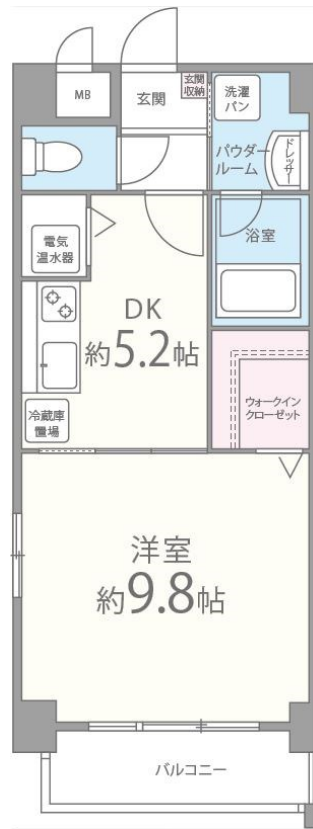 MB
玄関
玄関
収納
洗濯
パン
パウダー
ルーム
ドレッサー
電気
温水器
浴室
DK
約5.2帖
冷蔵庫
置場
ウォークイン
クローゼット
洋室
約9.8帖
バルコニー